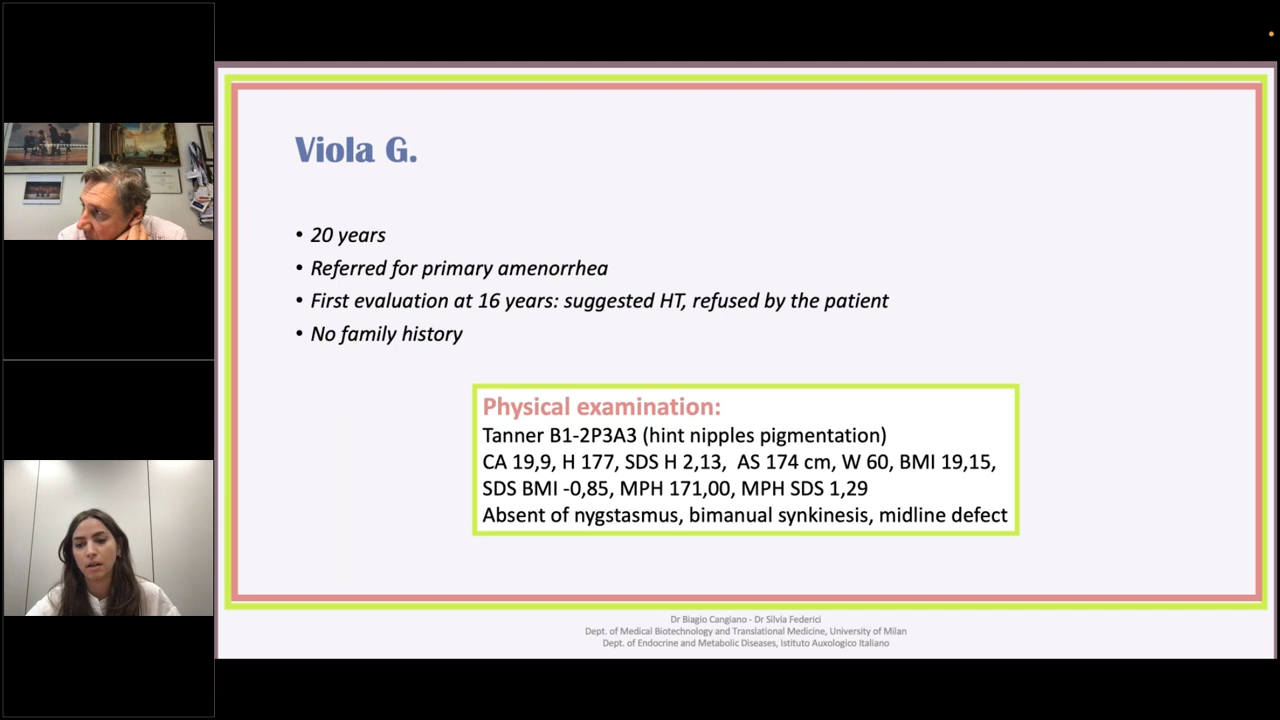 Viola G.
• 20 years
• Referred for primary amenorrhea
• First evaluation at 16 years: suggested HT, refused by the patient
• No family history
Physical examination:
Tanner B1-2P3A3 (hint nipples pigmentation)
CA 19,9, H 177, SDS H 2,13, AS 174 cm, W 60, BMI 19,15,
SDS BMI -0,85, MPH 171,00, MPH SDS 1,29
Absent of nygstasmus, bimanual synkinesis, midline defect
Dr Biagio Cangiano - Dr Silvia Federici
Dept. of Medical Biotechnology and Translational Medicine, University of Milan
Dept. of Endocrine and Metabolic Diseases, Istituto Auxologico Italiano